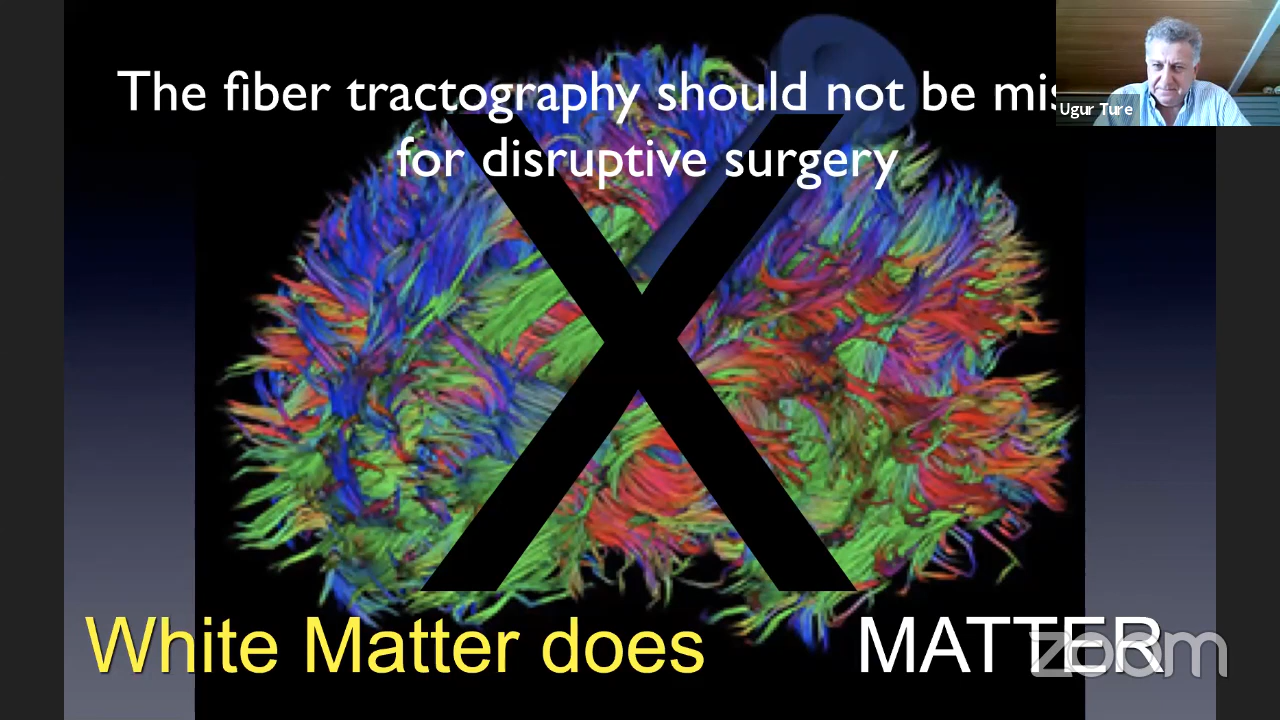 The fiber tractography should not be mis
for disruptive surgery
Ugur Ture
White Matter does MATTER
zoom